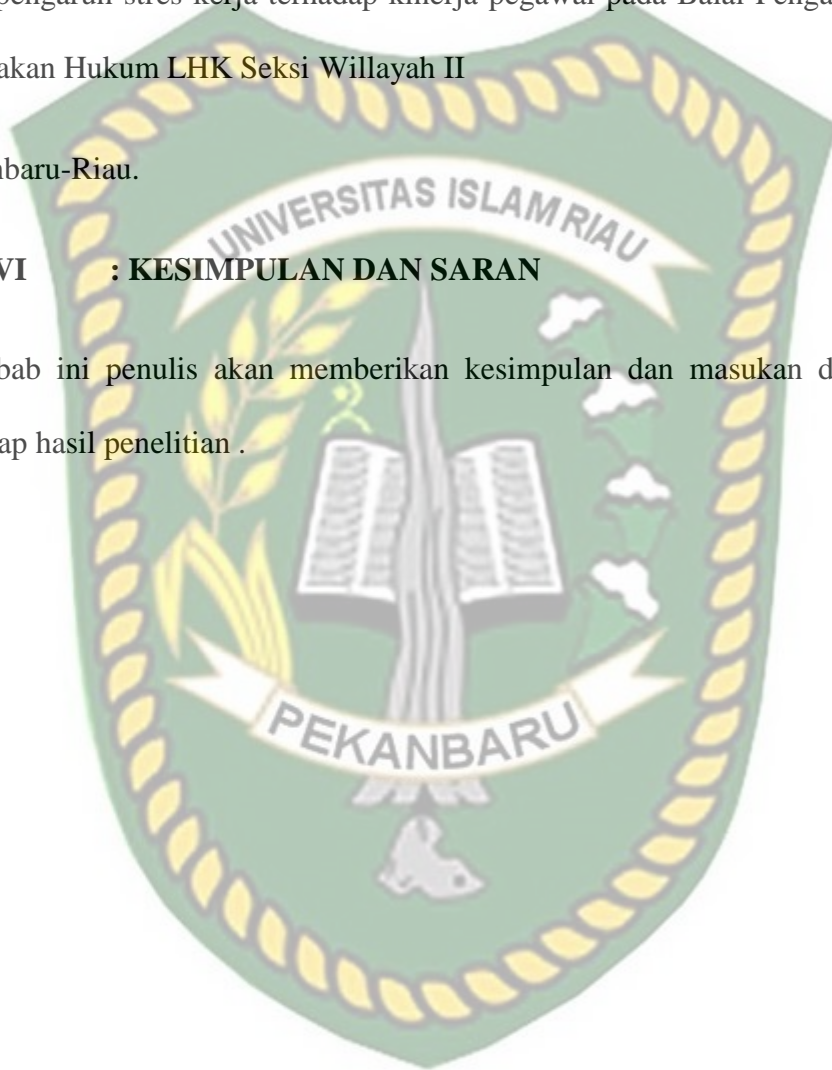 pengaruh stres kerja terhadap kinerja pegawai pada Balai
akan Hukum LHK Seksi Willayah II
baru-Riau.
UNIVERSITAS ISLAM RIAU
VI : KESIMPULAN DAN SARAN
bab ini penulis akan memberikan kesimpulan dan masukan
ap hasil penelitian .
PEKANBARU